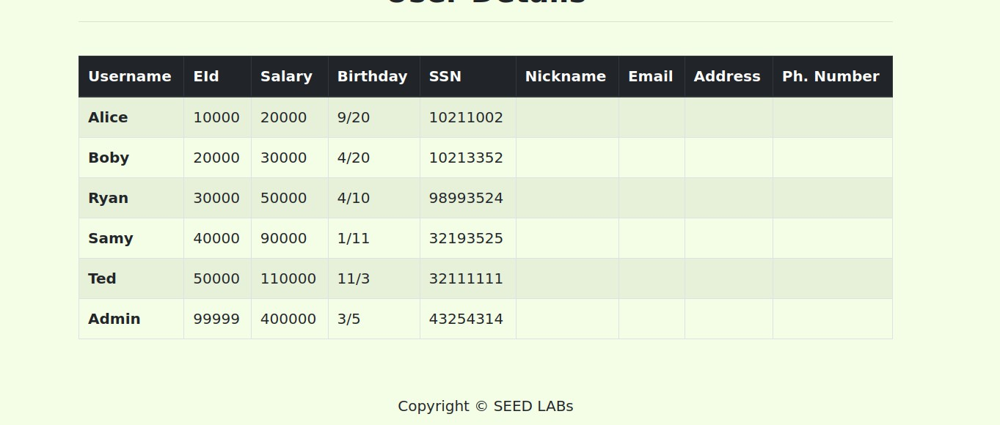 User Details
Username EId Salary Birthday SSN Nickname Email Address Ph. Number
Alice 10000 20000 9/20 10211002
Boby 20000 30000 4/20 10213352
Ryan 30000 50000 4/10 98993524
Samy 40000 90000 1/11 32193525
Ted 50000 110000 11/3 32111111
Admin 99999 400000 3/5 43254314
Copyright © SEED LABs